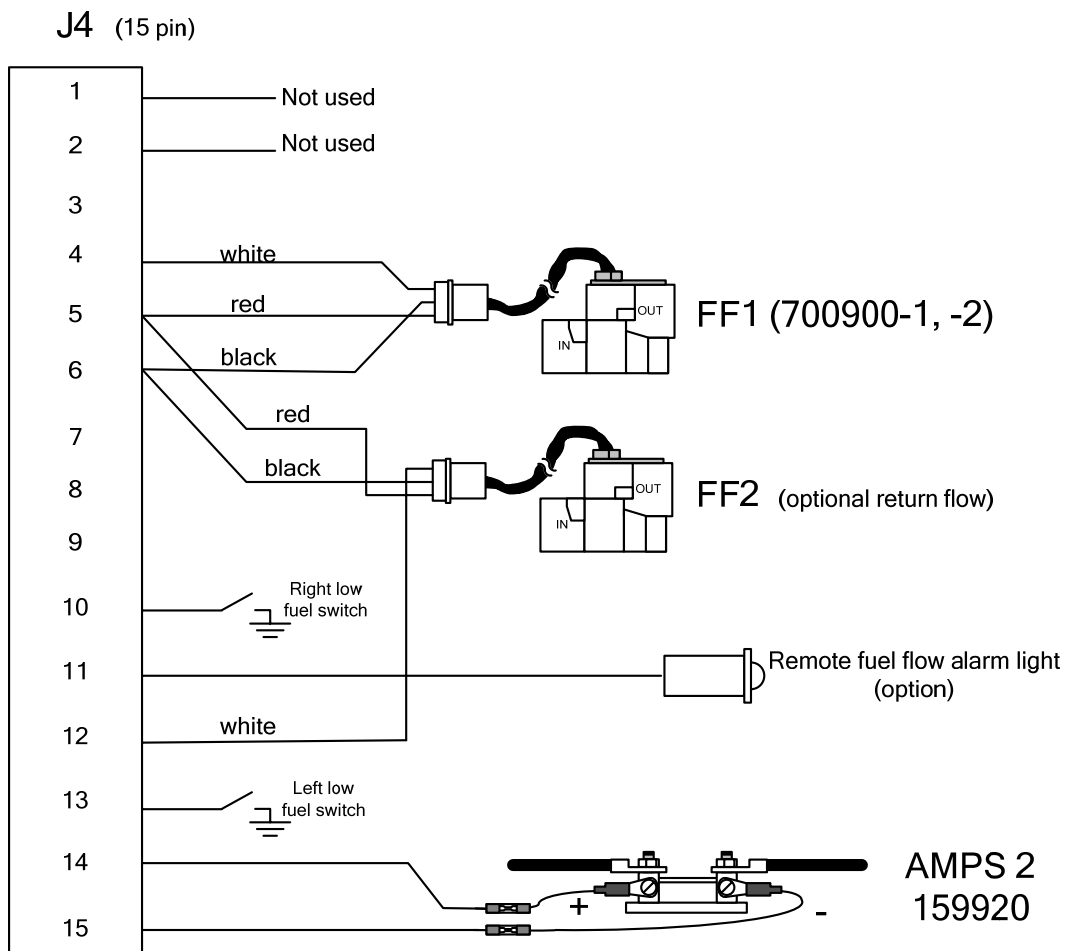 J4 (15 pin)
1 Not used
2 Not used
3
4 white
5 red
OUT
IN
FF1 (700900-1, -2)
6 black
7 red
8 black
OUT
IN
FF2 (optional return flow)
9
10 Right low
fuel switch
11 Remote fuel flow alarm light
(option)
12 white
13 Left low
fuel switch
14
+
-
AMPS 2
159920
15